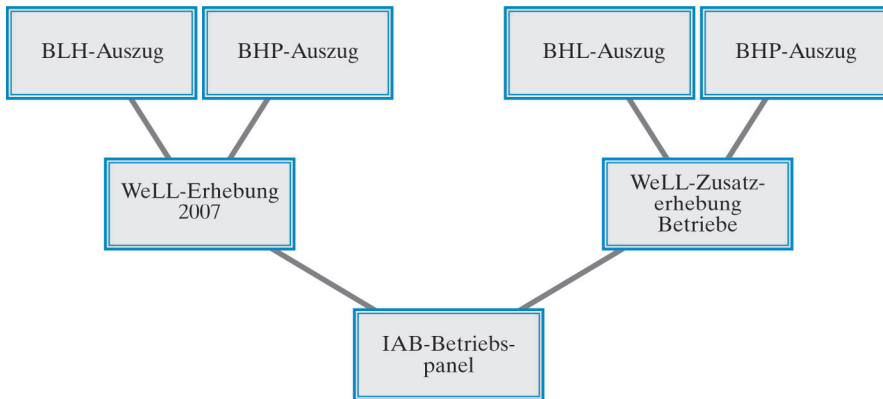 BLH-Auszug
BHP-Auszug
BHL-Auszug
BHP-Auszug
WeLL-Erhebung
2007
WeLL-Zusatz-
erhebung
Betriebe
IAB-Betriebs-
panel